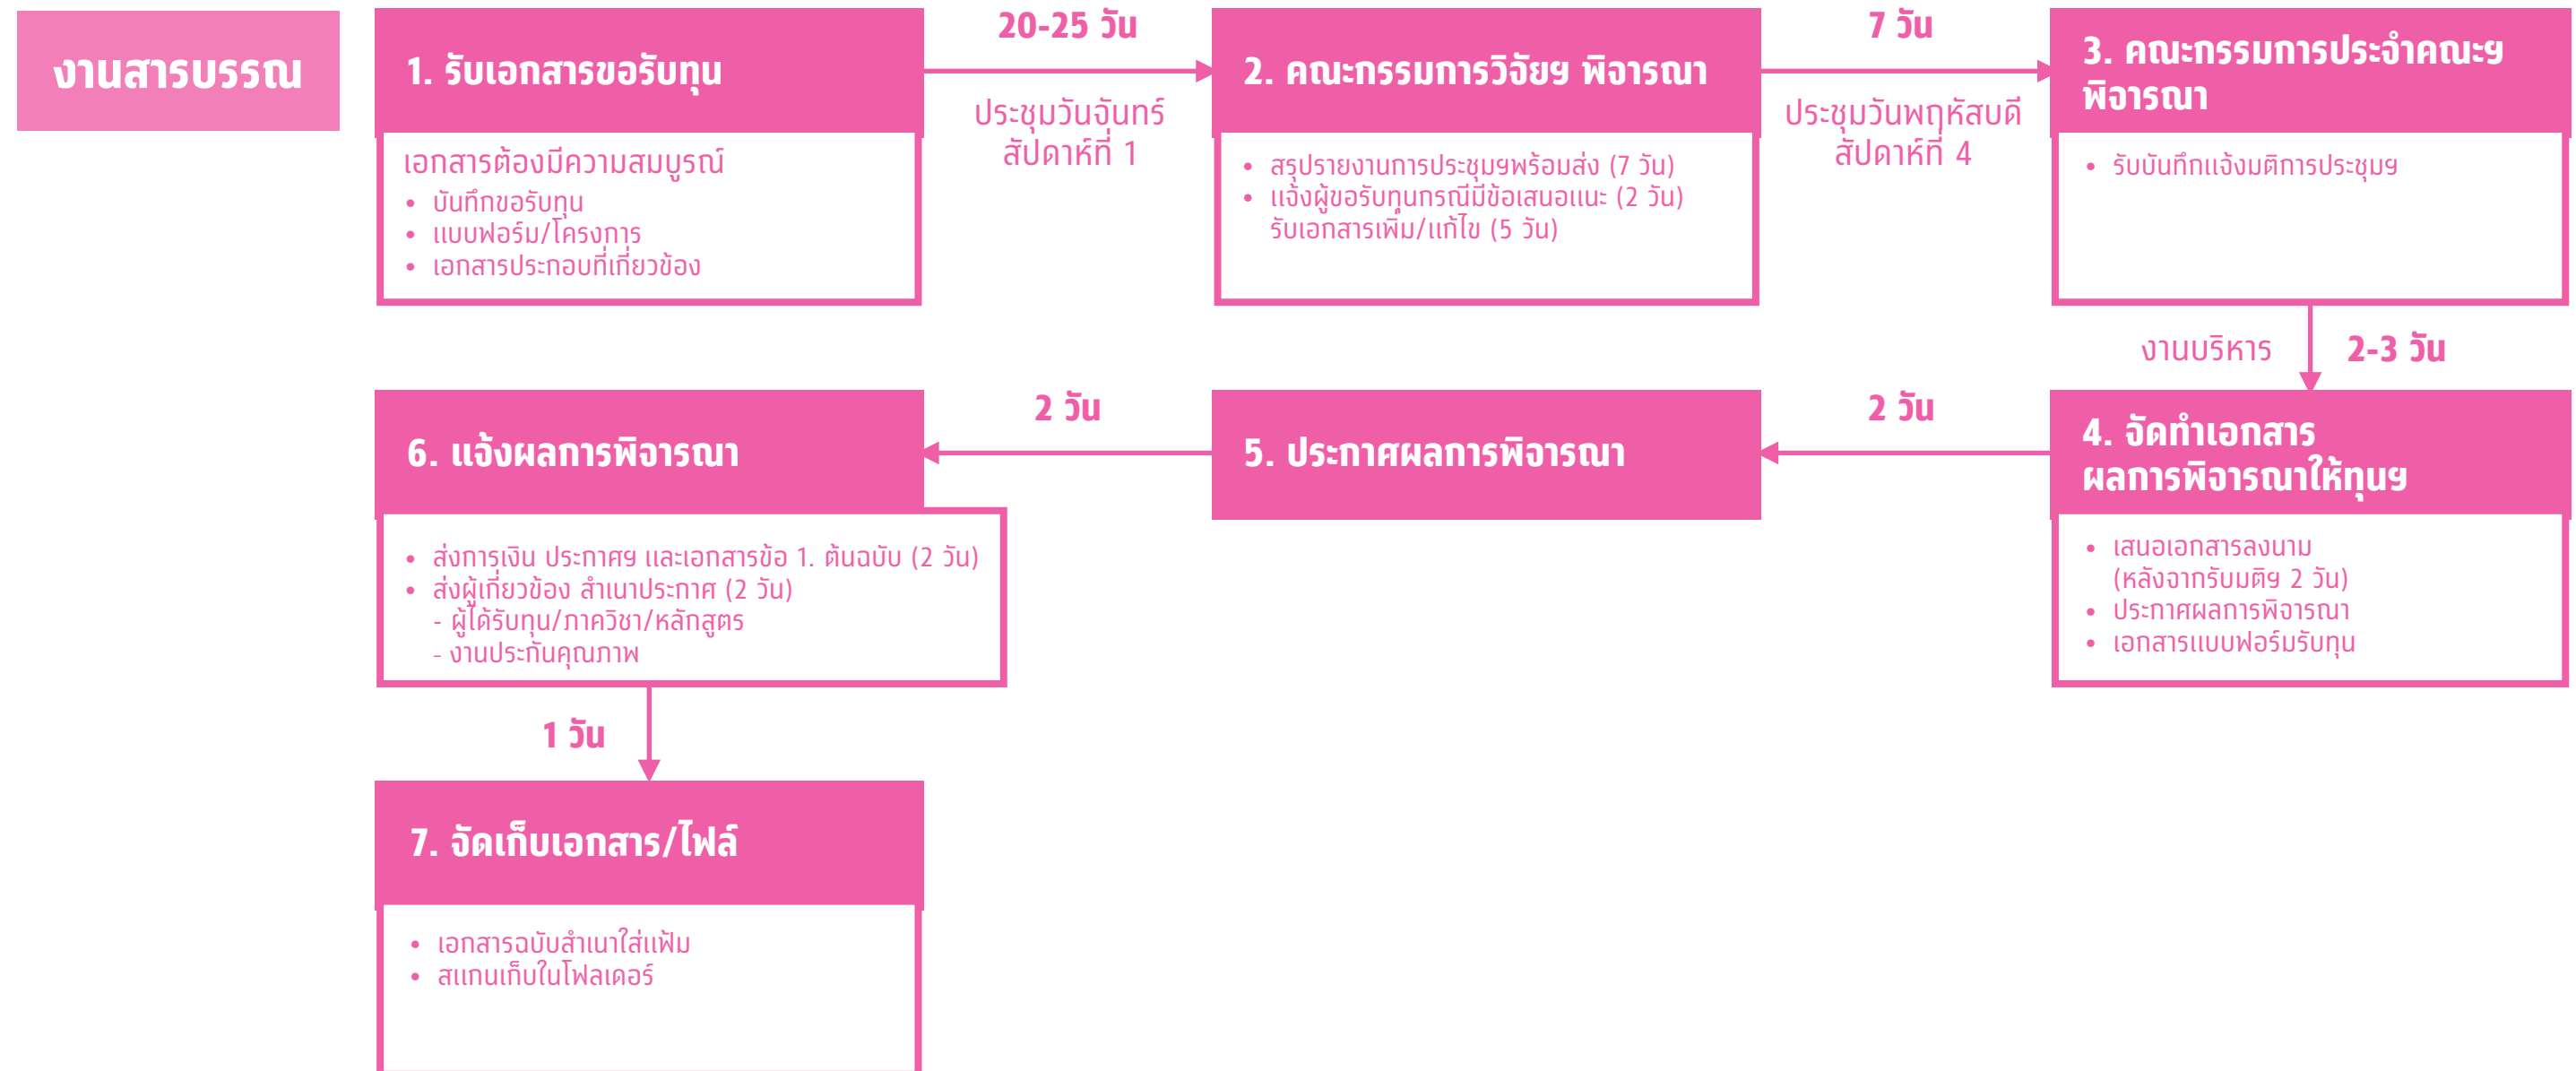 งานสารบรรณ
1. รับเอกสารขอรับทุน
เอกสารต้องมีความสมบูรณ์
• บันทึกขอรับทุน
• แบบฟอร์ม/โครงการ
• เอกสารประกอบที่เกี่ยวข้อง
20-25 วัน
ประชุมวันจันทร์
สัปดาห์ที่ 1
2. คณะกรรมการวิจัยฯ พิจารณา
• สรุปรายงานการประชุมฯพร้อมส่ง (7 วัน)
• แจ้งผู้ขอรับทุนกรณีมีข้อเสนอแนะ (2 วัน)
รับเอกสารเพิ่ม/แก้ไข (5 วัน)
7 วัน
ประชุมวันพฤหัสบดี
สัปดาห์ที่ 4
3. คณะกรรมการประจำคณะฯ
พิจารณา
• รับบันทึกแจ้งมติการประชุมฯ
งานบริหาร
2-3 วัน
4. จัดทำเอกสาร
ผลการพิจารณาให้ทุนฯ
• เสนอเอกสารลงนาม
(หลังจากรับมติฯ 2 วัน)
• ประกาศผลการพิจารณา
• เอกสารแบบฟอร์มรับทุน
2 วัน
5. ประกาศผลการพิจารณา
2 วัน
6. แจ้งผลการพิจารณา
• ส่งการเงิน ประกาศฯ และเอกสารข้อ 1. ต้นฉบับ (2 วัน)
• ส่งผู้เกี่ยวข้อง สำเนาประกาศ (2 วัน)
- ผู้ได้รับทุน/ภาควิชา/หลักสูตร
- งานประกันคุณภาพ
1 วัน
7. จัดเก็บเอกสาร/ไฟล์
• เอกสารฉบับสำเนาใส่แฟ้ม
• สแกนเก็บในโฟลเดอร์